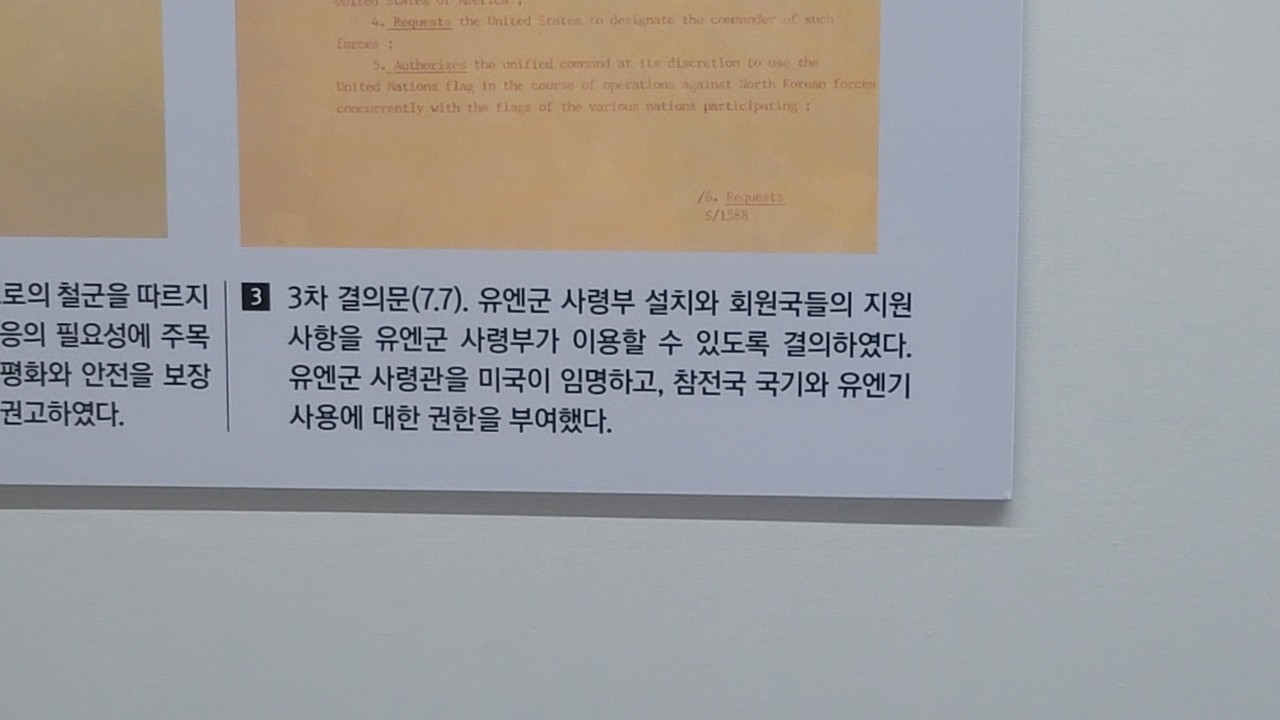 United States of America ;
4. Requests the United States to designate the commander of such
forces ;
5. Authorizes the unified command at its discretion to use the
United Nations flag in the course of operations against North Korean forces
concurrently with the flags of the various nations participating ;
/6. Requests
S/1588
로의 철군을 따르지
응의 필요성에 주목
평화와 안전을 보장
권고하였다.
3 3차 결의문(7.7). 유엔군 사령부 설치와 회원국들의 지원
사항을 유엔군 사령부가 이용할 수 있도록 결의하였다.
유엔군 사령관을 미국이 임명하고, 참전국 국기와 유엔기
사용에 대한 권한을 부여했다.